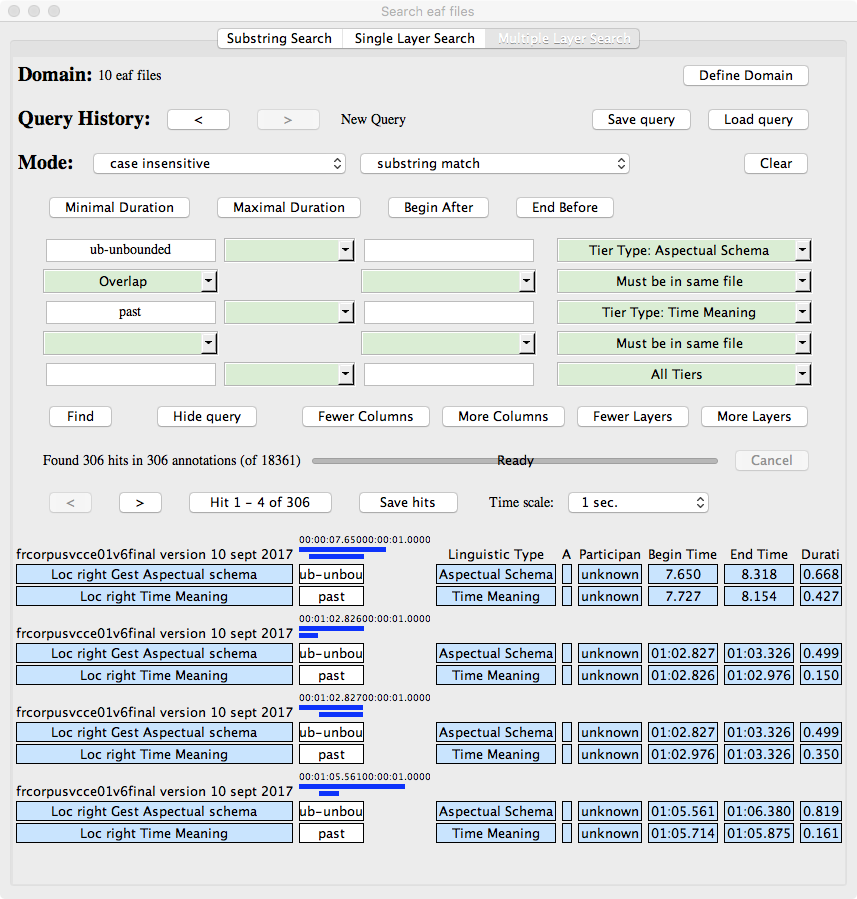 Search eaf files
Substring Search Single Layer Search Multiple Layer Search
Domain: 10 eaf files Define Domain
Query History: < > New Query Save query Load query
Mode: case insensitive substring match Clear
Minimal Duration Maximal Duration Begin After End Before
ub-unbounded Tier Type: Aspectual Schema
Overlap Must be in same file
past Tier Type: Time Meaning
Must be in same file
All Tiers
Find Hide query Fewer Columns More Columns Fewer Layers More Layers
Found 306 hits in 306 annotations (of 18361) Ready Cancel
< > Hit 1 - 4 of 306 Save hits Time scale: 1 sec.
00:00:07.65000:00:01.0000
frcorpusvcce01v6final version 10 sept 2017 Linguistic Type A Participan Begin Time End Time Durati
Loc right Gest Aspectual schema ub-unbou Aspectual Schema unknown 7.650 8.318 0.668
Loc right Time Meaning past Time Meaning unknown 7.727 8.154 0.427
00:01:02.82600:00:01.0000
frcorpusvcce01v6final version 10 sept 2017
Loc right Gest Aspectual schema ub-unbou Aspectual Schema unknown 01:02.827 01:03.326 0.499
Loc right Time Meaning past Time Meaning unknown 01:02.826 01:02.976 0.150
00:01:02.82700:00:01.0000
frcorpusvcce01v6final version 10 sept 2017
Loc right Gest Aspectual schema ub-unbou Aspectual Schema unknown 01:02.827 01:03.326 0.499
Loc right Time Meaning past Time Meaning unknown 01:02.976 01:03.326 0.350
00:01:05.56100:00:01.0000
frcorpusvcce01v6final version 10 sept 2017
Loc right Gest Aspectual schema ub-unbou Aspectual Schema unknown 01:05.561 01:06.380 0.819
Loc right Time Meaning past Time Meaning unknown 01:05.714 01:05.875 0.161